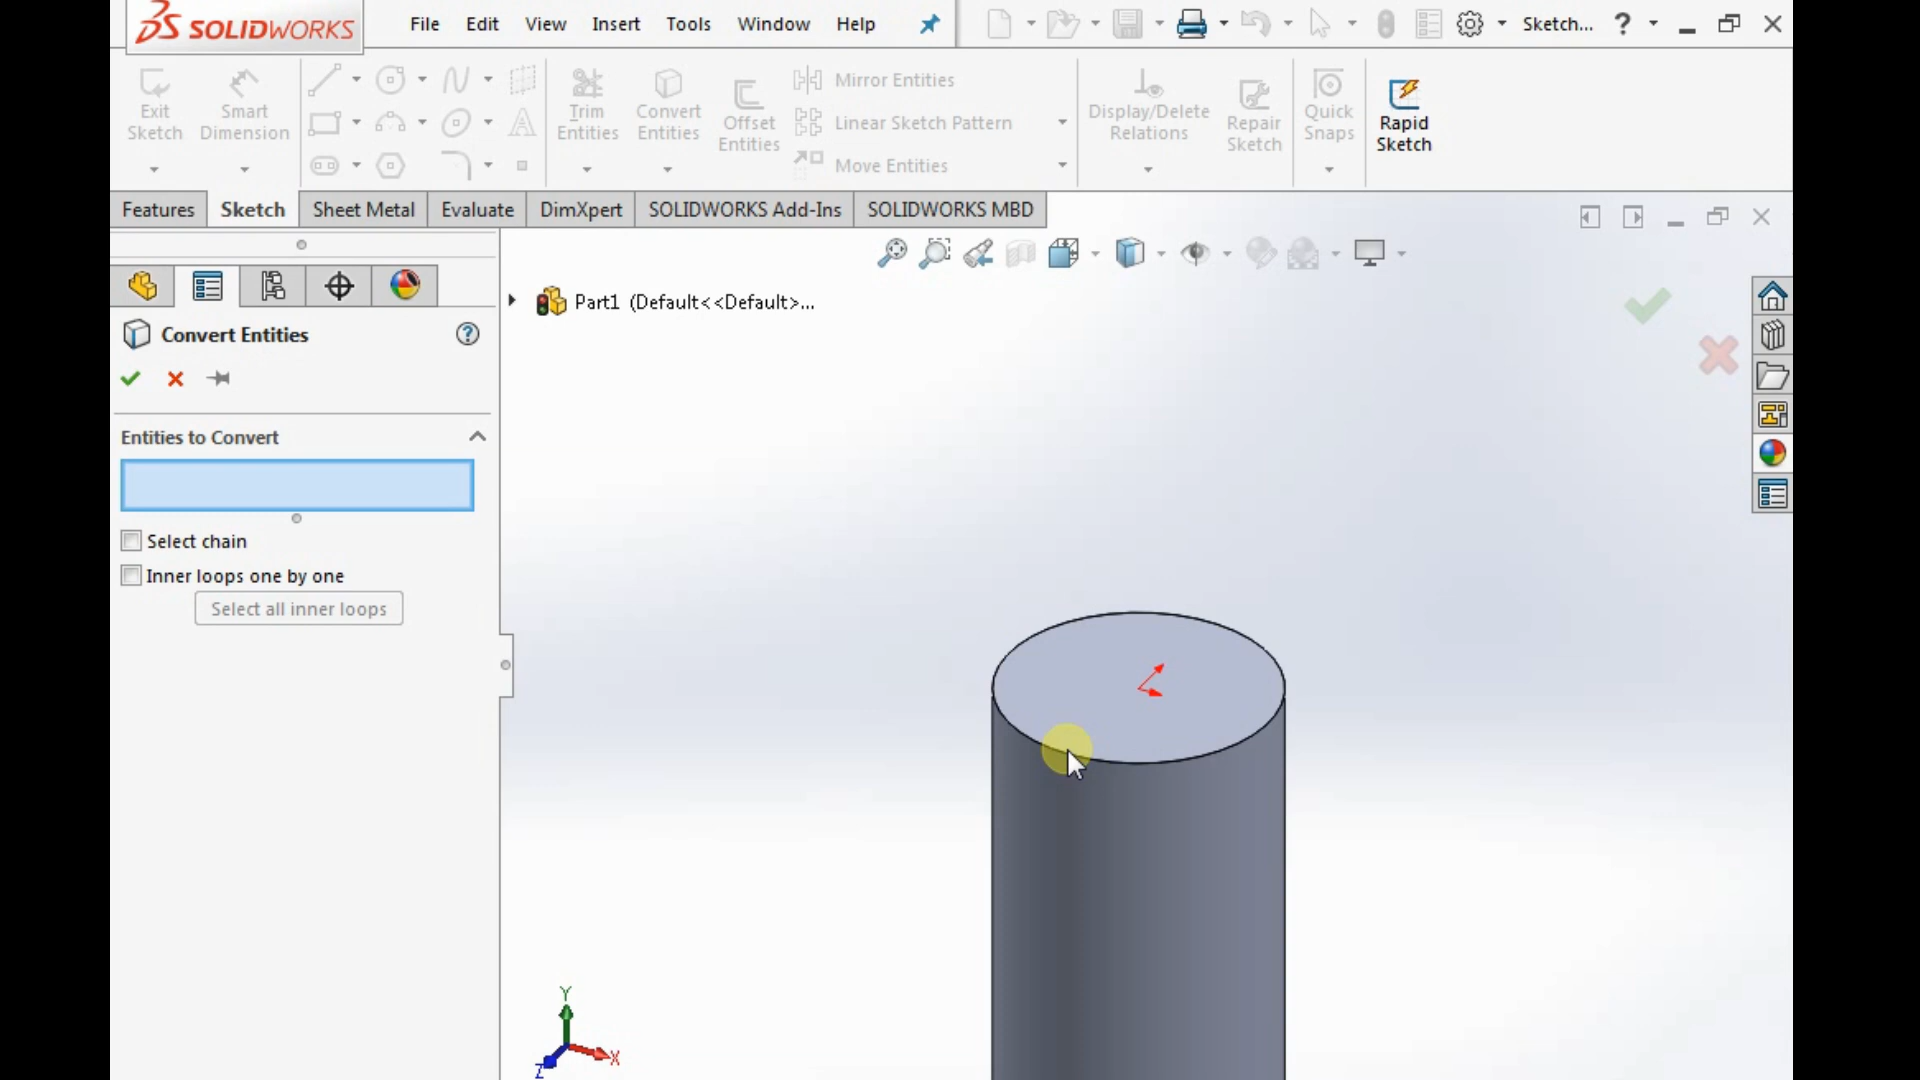 SOLIDWORKS File Edit View Insert Tools Window Help Sketch... ?
Exit Sketch
Smart Dimension
Trim Entities
Convert Entities
Offset Entities
Mirror Entities
Linear Sketch Pattern
Move Entities
Display/Delete Relations
Repair Sketch
Quick Snaps
Rapid Sketch
Features Sketch Sheet Metal Evaluate DimXpert SOLIDWORKS Add-Ins SOLIDWORKS MBD
Part1 (Default<<Default>...
Convert Entities ?
Entities to Convert
Select chain
Inner loops one by one
Select all inner loops
Y
X
Z